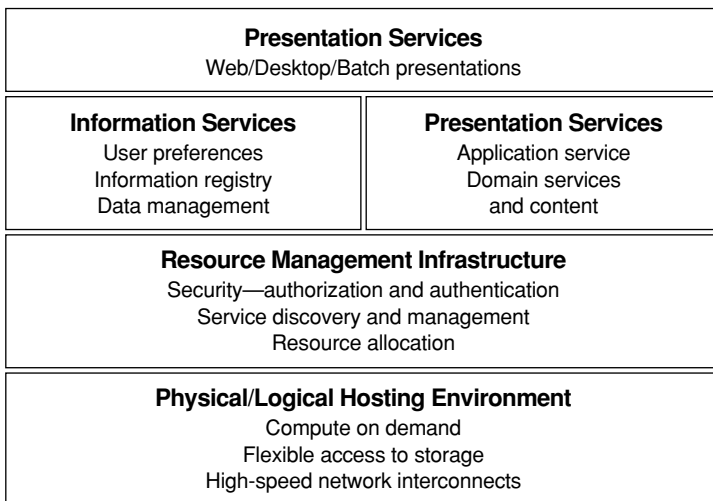 Presentation Services
Web/Desktop/Batch presentations
Information Services
User preferences
Information registry
Data management
Presentation Services
Application service
Domain services
and content
Resource Management Infrastructure
Security—authorization and authentication
Service discovery and management
Resource allocation
Physical/Logical Hosting Environment
Compute on demand
Flexible access to storage
High-speed network interconnects